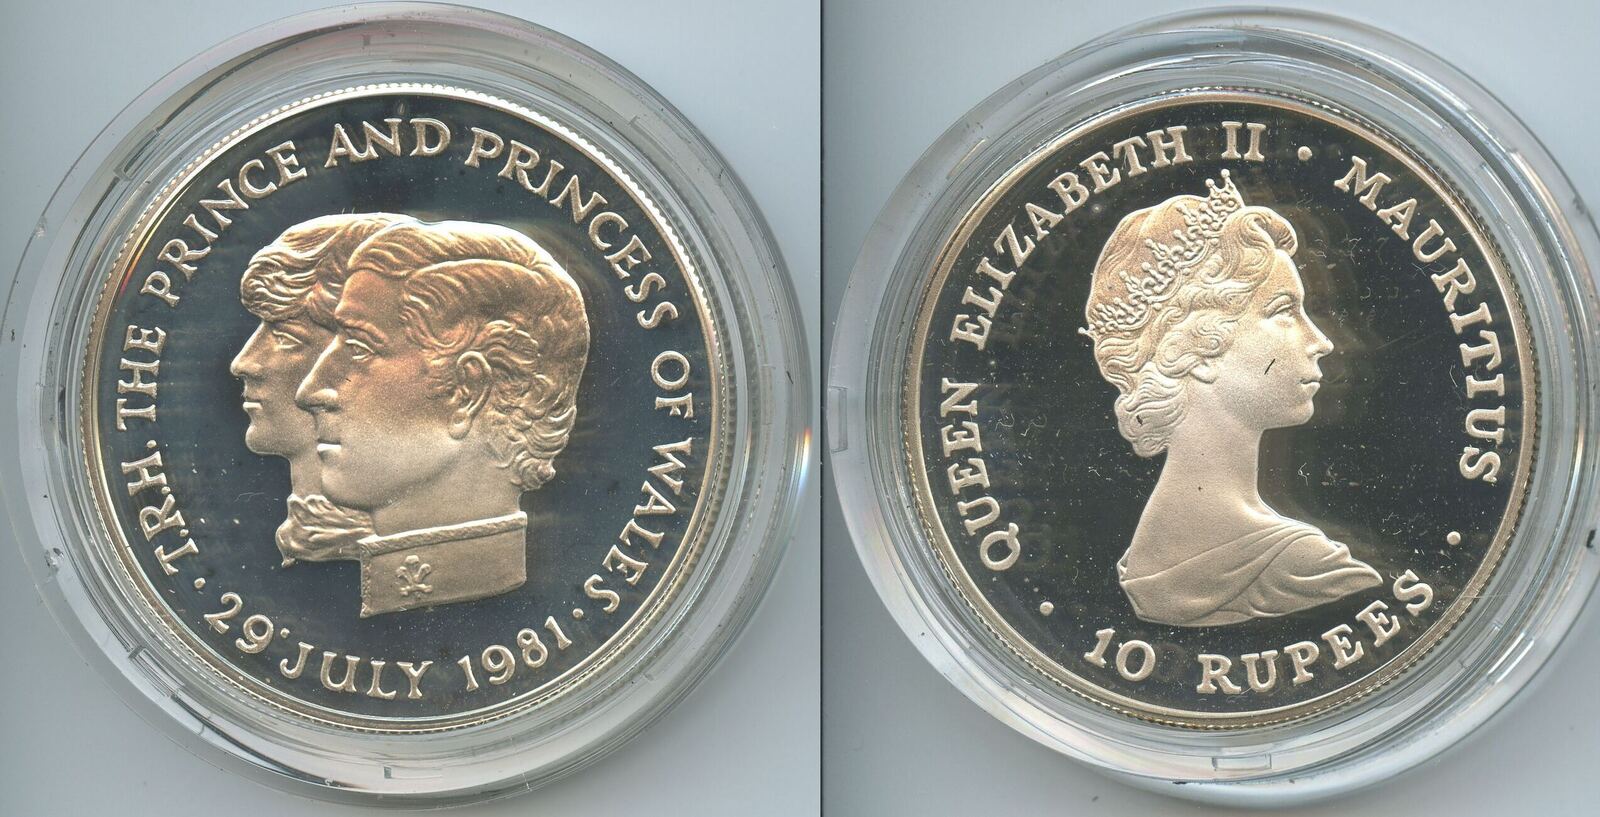 T.R.H. THE PRINCE AND PRINCESS OF WALES.
· 29· JULY 1981 ·
· QUEEN ELIZABETH II · MAURITIUS ·
10 RUPEES